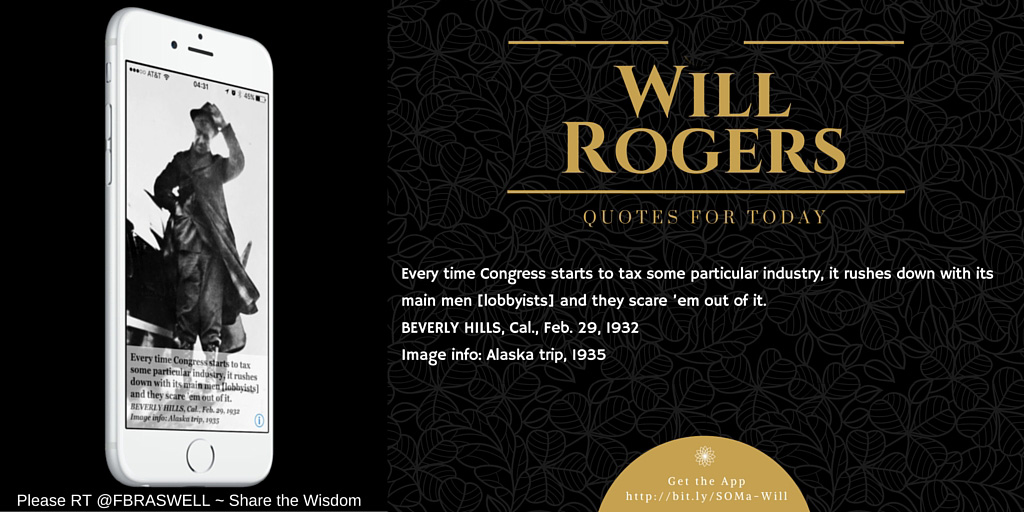 AT&T
04:31
45%
Every time Congress starts to tax
some particular industry, it rushes
down with its main men [lobbyists]
and they scare 'em out of it.
BEVERLY HILLS, Cal., Feb. 29, 1932
Image info: Alaska trip, 1935
Please RT @FBRASWELL ~ Share the Wisdom
WILL
ROGERS
QUOTES FOR TODAY
Every time Congress starts to tax some particular industry, it rushes down with its
main men [lobbyists] and they scare 'em out of it.
BEVERLY HILLS, Cal., Feb. 29, 1932
Image info: Alaska trip, 1935
Get the App
http://bit.ly/SOMa-Will